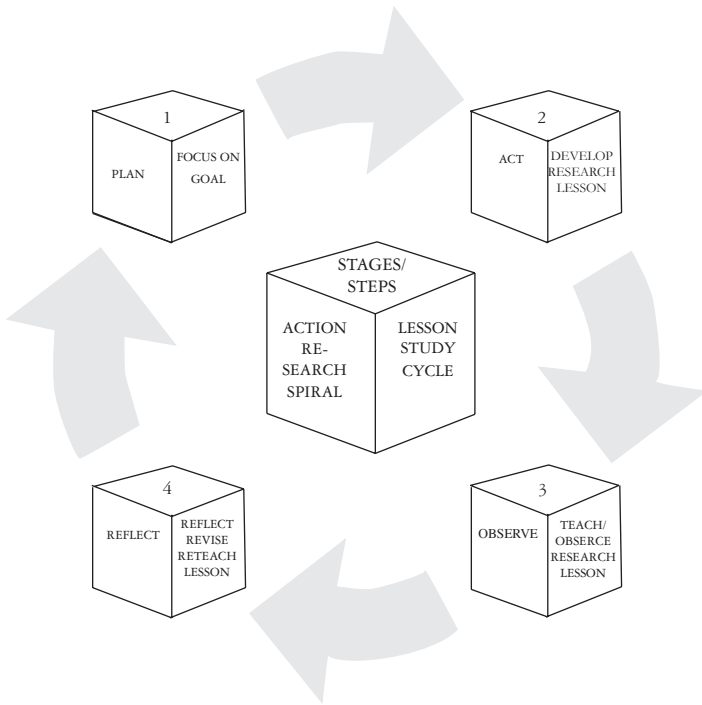 1
PLAN
FOCUS ON
GOAL
2
ACT
DEVELOP
RESEARCH
LESSON
STAGES/
STEPS
ACTION
RE-
SEARCH
SPIRAL
LESSON
STUDY
CYCLE
4
REFLECT
REFLECT
REVISE
RETEACH
LESSON
3
OBSERVE
TEACH/
OBSERCE
RESEARCH
LESSON